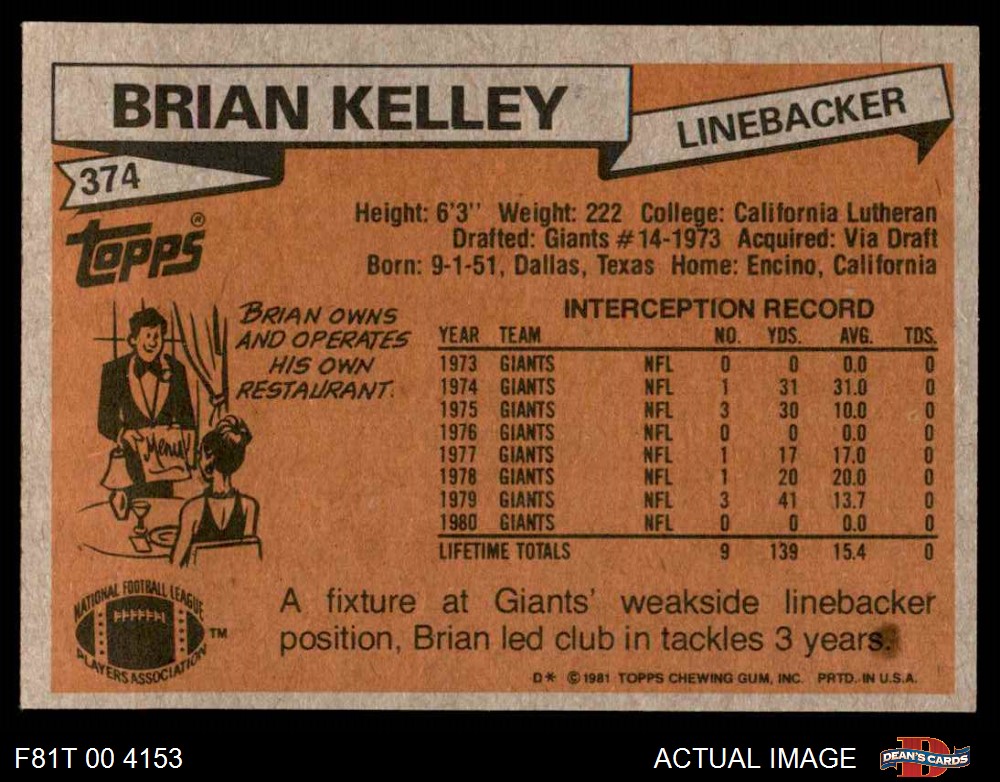 BRIAN KELLEY
LINEBACKER
374
TOPPS®
Height: 6'3'' Weight: 222 College: California Lutheran
Drafted: Giants #14-1973 Acquired: Via Draft
Born: 9-1-51, Dallas, Texas Home: Encino, California
BRIAN OWNS
AND OPERATES
HIS OWN
RESTAURANT.
Menu
INTERCEPTION RECORD
YEAR TEAM NO. YDS. AVG. TDS.
1973 GIANTS NFL 0 0 0.0 0
1974 GIANTS NFL 1 31 31.0 0
1975 GIANTS NFL 3 30 10.0 0
1976 GIANTS NFL 0 0 0.0 0
1977 GIANTS NFL 1 17 17.0 0
1978 GIANTS NFL 1 20 20.0 0
1979 GIANTS NFL 3 41 13.7 0
1980 GIANTS NFL 0 0 0.0 0
LIFETIME TOTALS 9 139 15.4 0
NATIONAL FOOTBALL LEAGUE
PLAYERS ASSOCIATION
TM
A fixture at Giants' weakside linebacker
position, Brian led club in tackles 3 years.
D* © 1981 TOPPS CHEWING GUM, INC. PRTD. IN U.S.A.
F81T 00 4153
ACTUAL IMAGE
D
DEAN'S CARDS